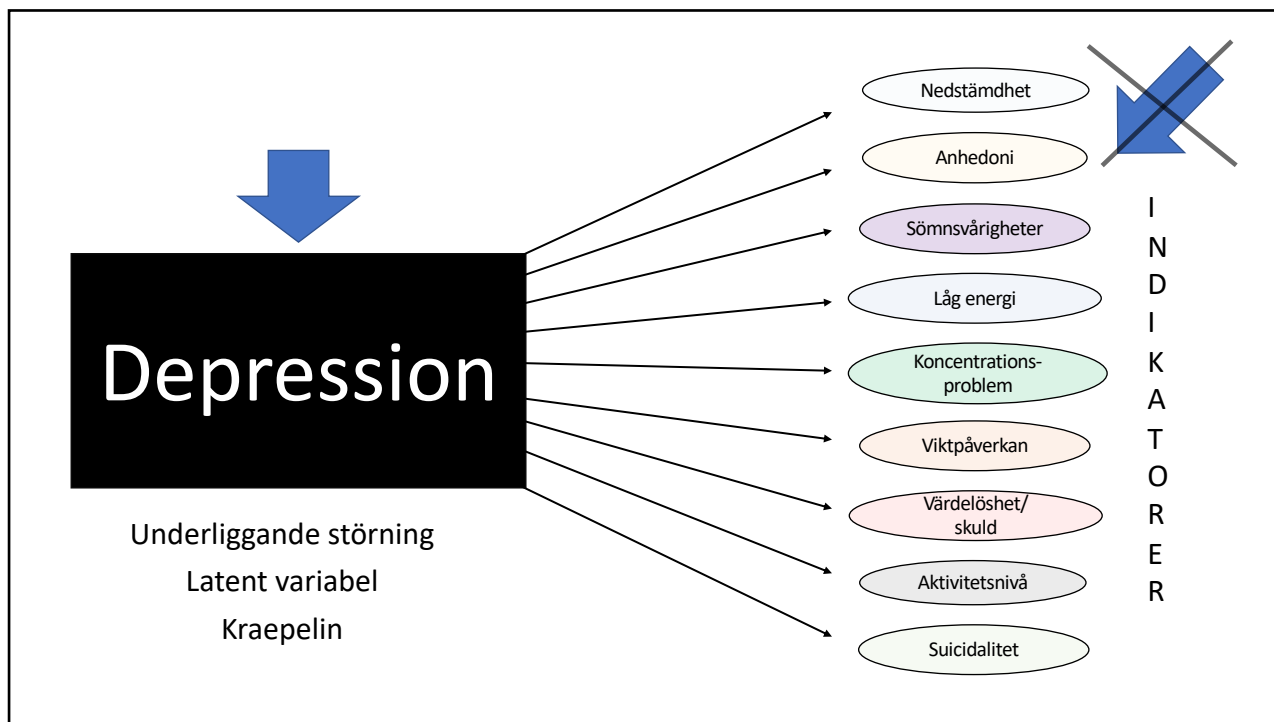 Depression
Underliggande störning
Latent variabel
Kraepelin
Nedstämdhet
Anhedoni
Sömnsvårigheter
Låg energi
Koncentrations-
problem
Viktpåverkan
Värdelöshet/
skuld
Aktivitetsnivå
Suicidalitet
I
N
D
I
K
A
T
O
R
E
R